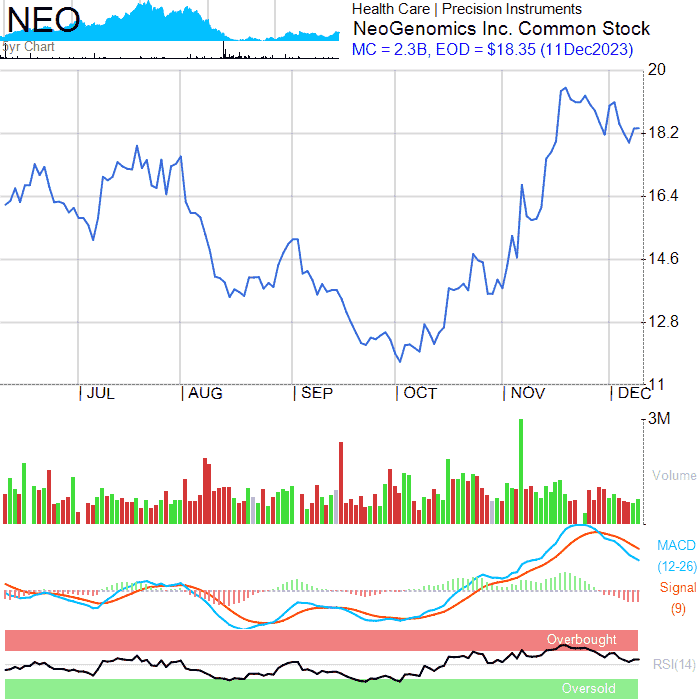 NEO
5yr Chart
Health Care | Precision Instruments
NeoGenomics Inc. Common Stock
MC = 2.3B, EOD = $18.35 (11Dec2023)
20
18.2
16.4
14.6
12.8
11
| JUL | AUG | SEP | OCT | NOV | DEC
3M
Volume
MACD
(12-26)
Signal
(9)
Overbought
RSI(14)
Oversold